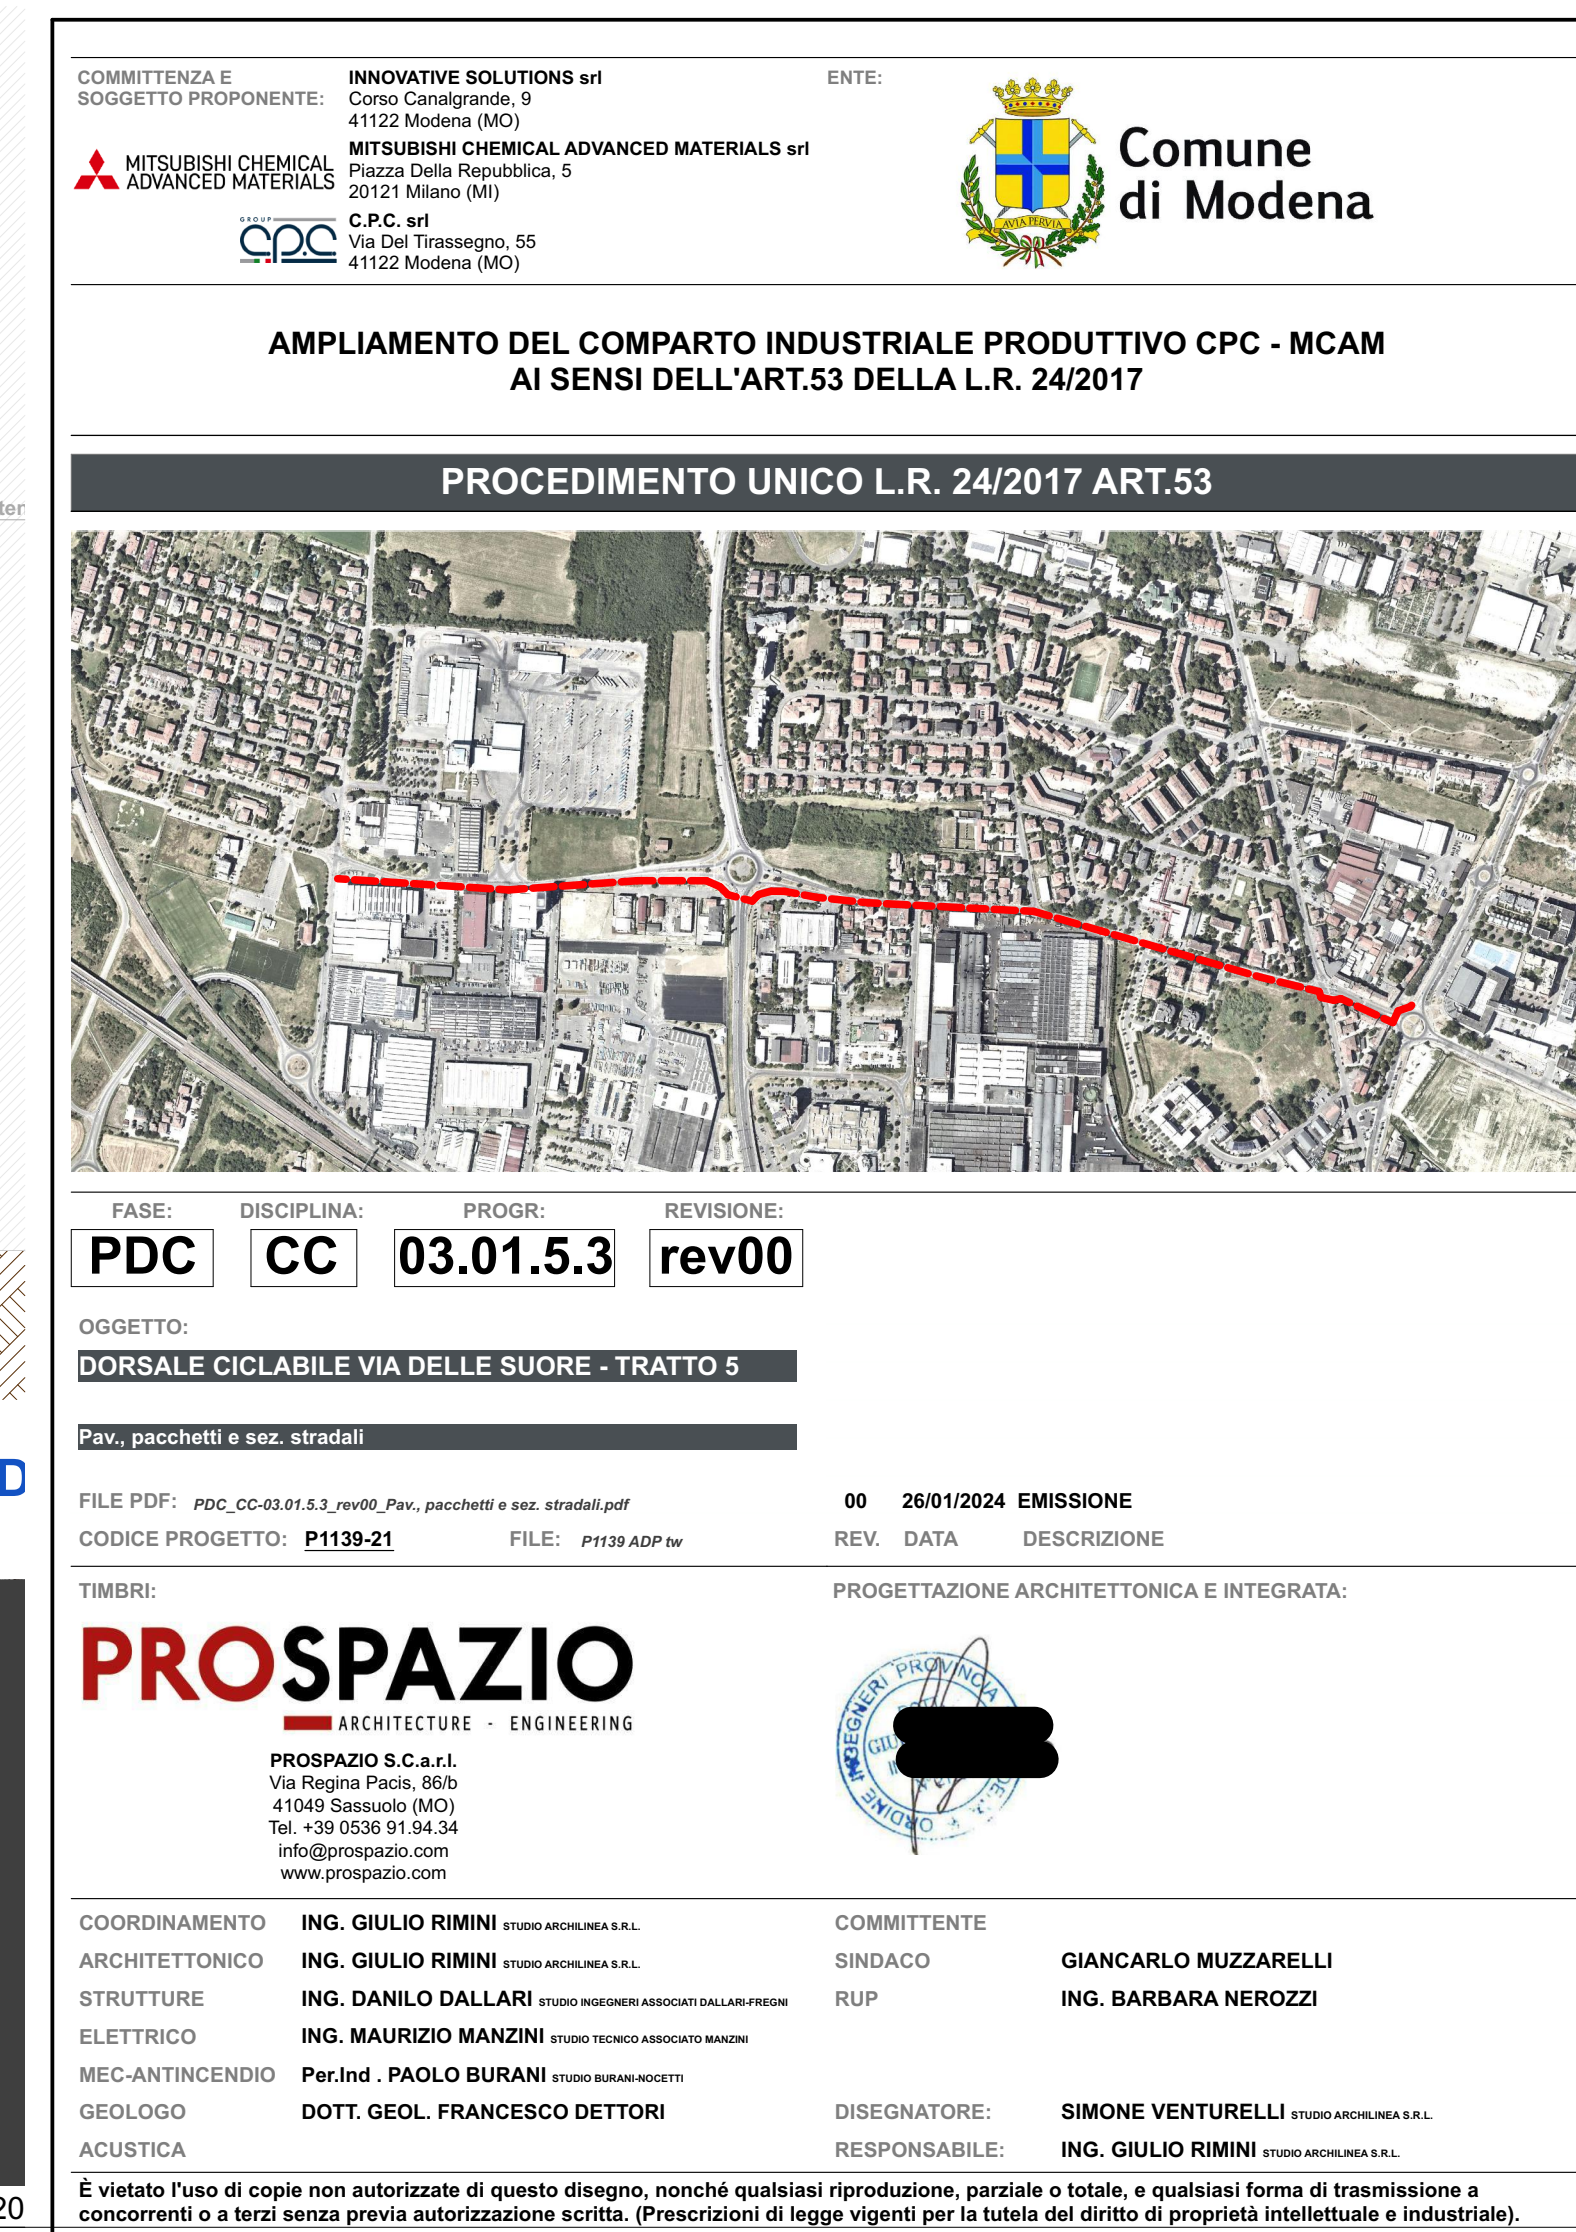 COMMITTENZA E
SOGGETTO PROPONENTE:
INNOVATIVE SOLUTIONS srl
Corso Canalgrande, 9
41122 Modena (MO)
MITSUBISHI CHEMICAL
ADVANCED MATERIALS
MITSUBISHI CHEMICAL ADVANCED MATERIALS srl
Piazza Della Repubblica, 5
20121 Milano (MI)
GROUP
c.p.c.
C.P.C. srl
Via Del Tirassegno, 55
41122 Modena (MO)
ENTE:
AVIA PERVIA
Comune
di Modena
AMPLIAMENTO DEL COMPARTO INDUSTRIALE PRODUTTIVO CPC - MCAM
AI SENSI DELL'ART.53 DELLA L.R. 24/2017
PROCEDIMENTO UNICO L.R. 24/2017 ART.53
FASE: DISCIPLINA: PROGR: REVISIONE:
PDC CC 03.01.5.3 rev00
OGGETTO:
DORSALE CICLABILE VIA DELLE SUORE - TRATTO 5
Pav., pacchetti e sez. stradali
FILE PDF: PDC_CC-03.01.5.3_rev00_Pav., pacchetti e sez. stradali.pdf
CODICE PROGETTO: P1139-21 FILE: P1139 ADP tw
00 26/01/2024 EMISSIONE
REV. DATA DESCRIZIONE
TIMBRI:
PROSPAZIO
ARCHITECTURE - ENGINEERING
PROSPAZIO S.C.a.r.l.
Via Regina Pacis, 86/b
41049 Sassuolo (MO)
Tel. +39 0536 91.94.34
info@prospazio.com
www.prospazio.com
PROGETTAZIONE ARCHITETTONICA E INTEGRATA:
ORDINE INGEGNERI PROVINCIA
COORDINAMENTO ING. GIULIO RIMINI STUDIO ARCHILINEA S.R.L.
ARCHITETTONICO ING. GIULIO RIMINI STUDIO ARCHILINEA S.R.L.
STRUTTURE ING. DANILO DALLARI STUDIO INGEGNERI ASSOCIATI DALLARI-FREGNI
ELETTRICO ING. MAURIZIO MANZINI STUDIO TECNICO ASSOCIATO MANZINI
MEC-ANTINCENDIO Per.Ind . PAOLO BURANI STUDIO BURANI-NOCETTI
GEOLOGO DOTT. GEOL. FRANCESCO DETTORI
ACUSTICA
COMMITTENTE
SINDACO GIANCARLO MUZZARELLI
RUP ING. BARBARA NEROZZI
DISEGNATORE: SIMONE VENTURELLI STUDIO ARCHILINEA S.R.L.
RESPONSABILE: ING. GIULIO RIMINI STUDIO ARCHILINEA S.R.L.
È vietato l'uso di copie non autorizzate di questo disegno, nonché qualsiasi riproduzione, parziale o totale, e qualsiasi forma di trasmissione a
concorrenti o a terzi senza previa autorizzazione scritta. (Prescrizioni di legge vigenti per la tutela del diritto di proprietà intellettuale e industriale).